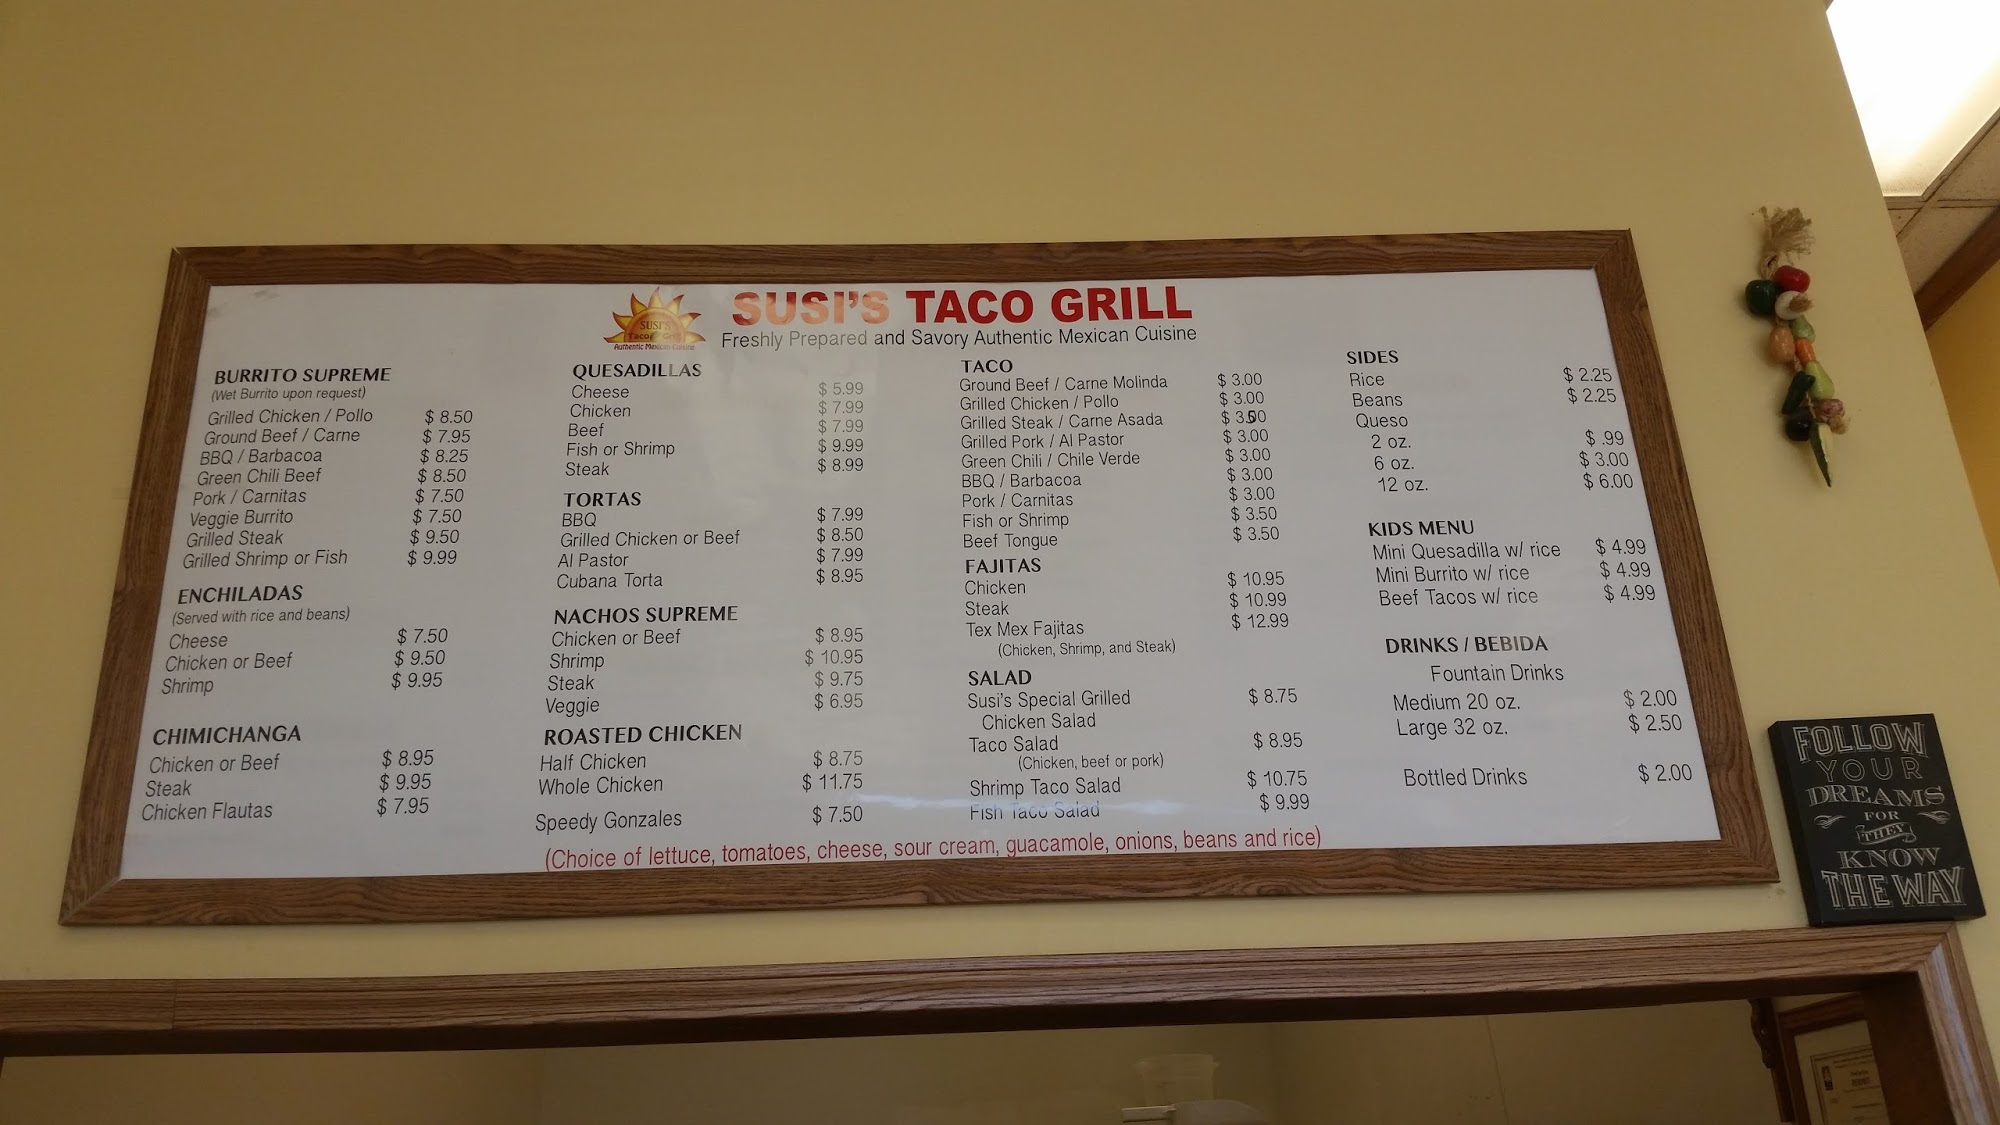 SUSI'S
Taco Grill
Authentic Mexican Cuisine
SUSI'S TACO GRILL
Freshly Prepared and Savory Authentic Mexican Cuisine
BURRITO SUPREME
(Wet Burrito upon request)
Grilled Chicken / Pollo $ 8.50
Ground Beef / Carne $ 7.95
BBQ / Barbacoa $ 8.25
Green Chili Beef $ 8.50
Pork / Carnitas $ 7.50
Veggie Burrito $ 7.50
Grilled Steak $ 9.50
Grilled Shrimp or Fish $ 9.99
ENCHILADAS
(Served with rice and beans)
Cheese $ 7.50
Chicken or Beef $ 9.50
Shrimp $ 9.95
CHIMICHANGA
Chicken or Beef $ 8.95
Steak $ 9.95
Chicken Flautas $ 7.95
QUESADILLAS
Cheese $ 5.99
Chicken $ 7.99
Beef $ 7.99
Fish or Shrimp $ 9.99
Steak $ 8.99
TORTAS
BBQ $ 7.99
Grilled Chicken or Beef $ 8.50
Al Pastor $ 7.99
Cubana Torta $ 8.95
NACHOS SUPREME
Chicken or Beef $ 8.95
Shrimp $ 10.95
Steak $ 9.75
Veggie $ 6.95
ROASTED CHICKEN
Half Chicken $ 8.75
Whole Chicken $ 11.75
Speedy Gonzales $ 7.50
TACO
Ground Beef / Carne Molinda $ 3.00
Grilled Chicken / Pollo $ 3.00
Grilled Steak / Carne Asada $ 3.50
Grilled Pork / Al Pastor $ 3.00
Green Chili / Chile Verde $ 3.00
BBQ / Barbacoa $ 3.00
Pork / Carnitas $ 3.00
Fish or Shrimp $ 3.50
Beef Tongue $ 3.50
FAJITAS
Chicken $ 10.95
Steak $ 10.99
Tex Mex Fajitas $ 12.99
(Chicken, Shrimp, and Steak)
SALAD
Susi's Special Grilled $ 8.75
Chicken Salad
Taco Salad $ 8.95
(Chicken, beef or pork)
Shrimp Taco Salad $ 10.75
Fish Taco Salad $ 9.99
SIDES
Rice $ 2.25
Beans $ 2.25
Queso
2 oz. $ .99
6 oz. $ 3.00
12 oz. $ 6.00
KIDS MENU
Mini Quesadilla w/ rice $ 4.99
Mini Burrito w/ rice $ 4.99
Beef Tacos w/ rice $ 4.99
DRINKS / BEBIDA
Fountain Drinks
Medium 20 oz. $ 2.00
Large 32 oz. $ 2.50
Bottled Drinks $ 2.00
(Choice of lettuce, tomatoes, cheese, sour cream, guacamole, onions, beans and rice)
FOLLOW
YOUR
DREAMS
FOR
THEY
KNOW
THE WAY